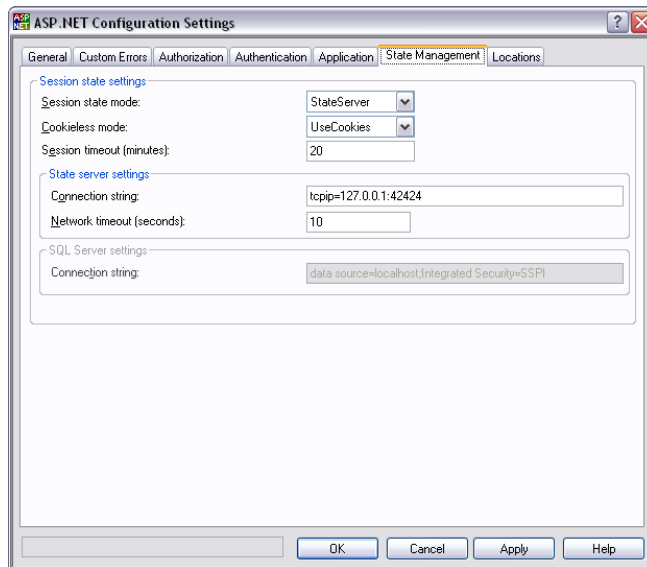 ASP.NET Configuration Settings
General Custom Errors Authorization Authentication Application State Management Locations
Session state settings
Session state mode: StateServer
Cookieless mode: UseCookies
Session timeout (minutes): 20
State server settings
Connection string: tcpip=127.0.0.1:42424
Network timeout (seconds): 10
SQL Server settings
Connection string: data source=localhost;Integrated Security=SSPI
OK Cancel Apply Help